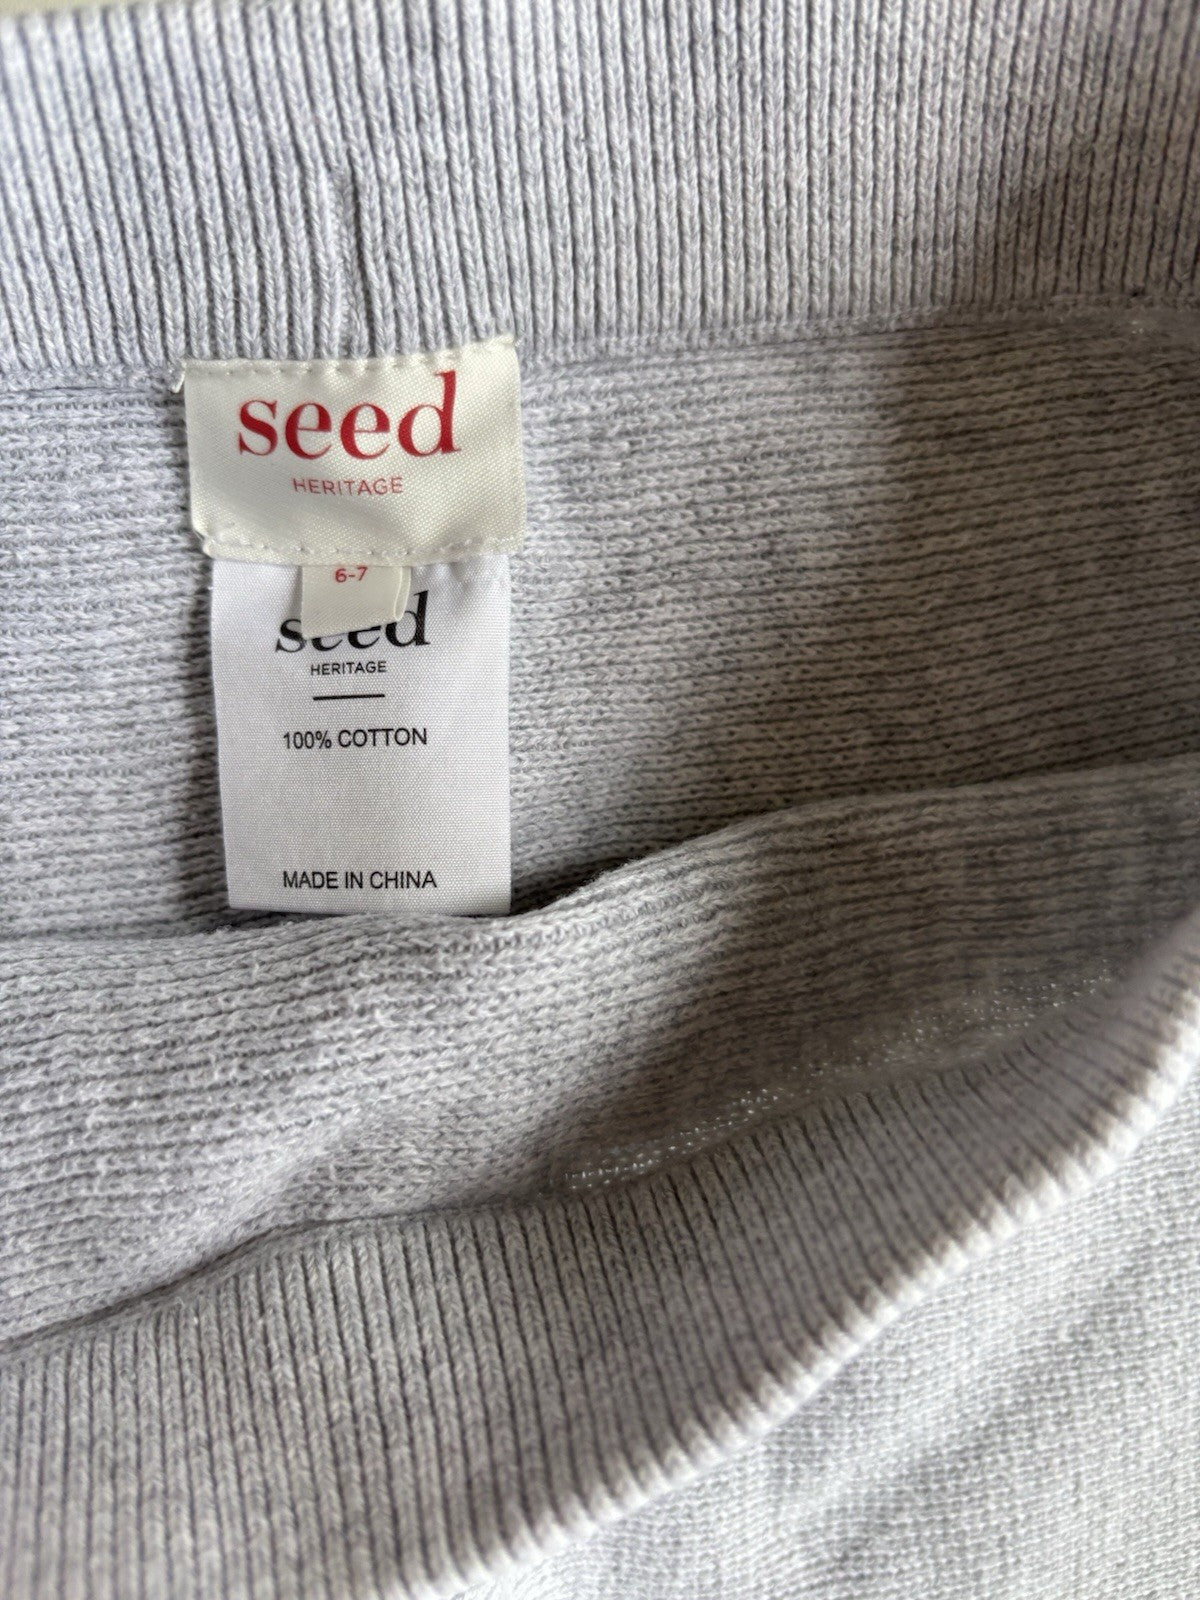 seed
HERITAGE
6-7
seed
HERITAGE
100% COTTON
MADE IN CHINA